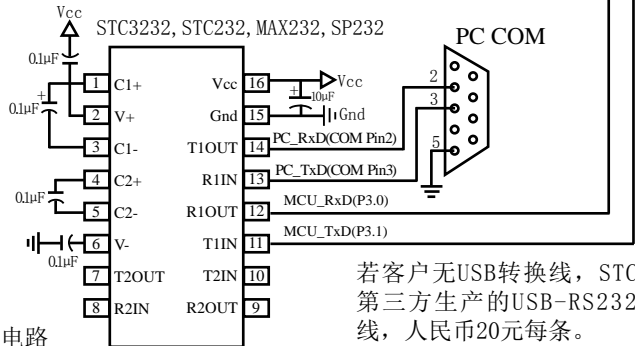 Vcc
STC3232, STC232, MAX232, SP232
PC COM
0.1μF
0.1μF
1 C1+ Vcc 16 Vcc
10μF
2 V+ Gnd 15 Gnd
3 C1- T1OUT 14 PC_RxD(COM Pin2)
4 C2+ R1IN 13 PC_TxD(COM Pin3)
0.1μF
5 C2- R1OUT 12 MCU_RxD(P3.0)
6 V- T1IN 11 MCU_TxD(P3.1)
0.1μF
7 T2OUT T2IN 10
8 R2IN R2OUT 9
2
3
5
+
+
若客户无USB转换线，STC
第三方生产的USB-RS232
线，人民币20元每条。
电路